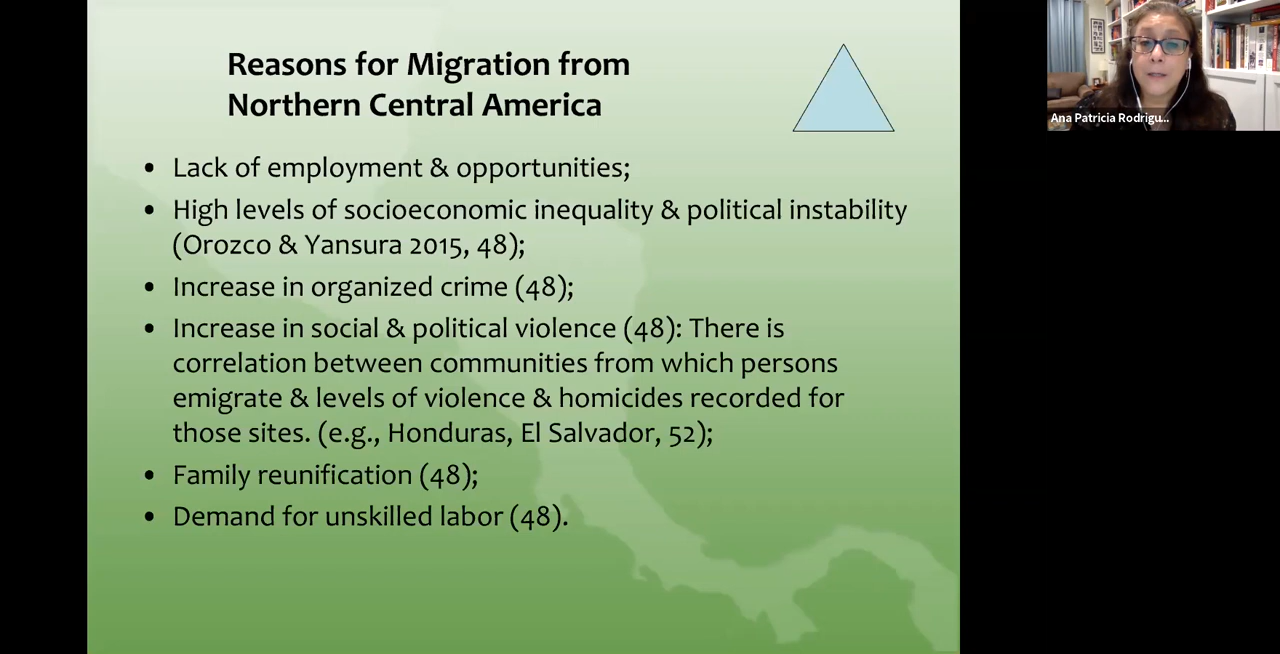 Reasons for Migration from
Northern Central America
• Lack of employment & opportunities;
• High levels of socioeconomic inequality & political instability
(Orozco & Yansura 2015, 48);
• Increase in organized crime (48);
• Increase in social & political violence (48): There is
correlation between communities from which persons
emigrate & levels of violence & homicides recorded for
those sites. (e.g., Honduras, El Salvador, 52);
• Family reunification (48);
• Demand for unskilled labor (48).
Ana Patricia Rodrigu...